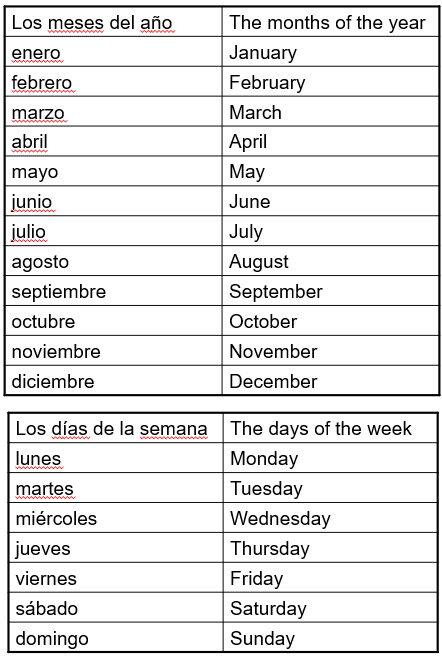 Los meses del año The months of the year
enero January
febrero February
marzo March
abril April
mayo May
junio June
julio July
agosto August
septiembre September
octubre October
noviembre November
diciembre December
Los días de la semana The days of the week
lunes Monday
martes Tuesday
miércoles Wednesday
jueves Thursday
viernes Friday
sábado Saturday
domingo Sunday